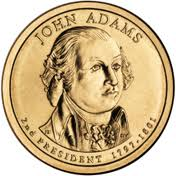 JOHN ADAMS
2nd PRESIDENT 1797-1801